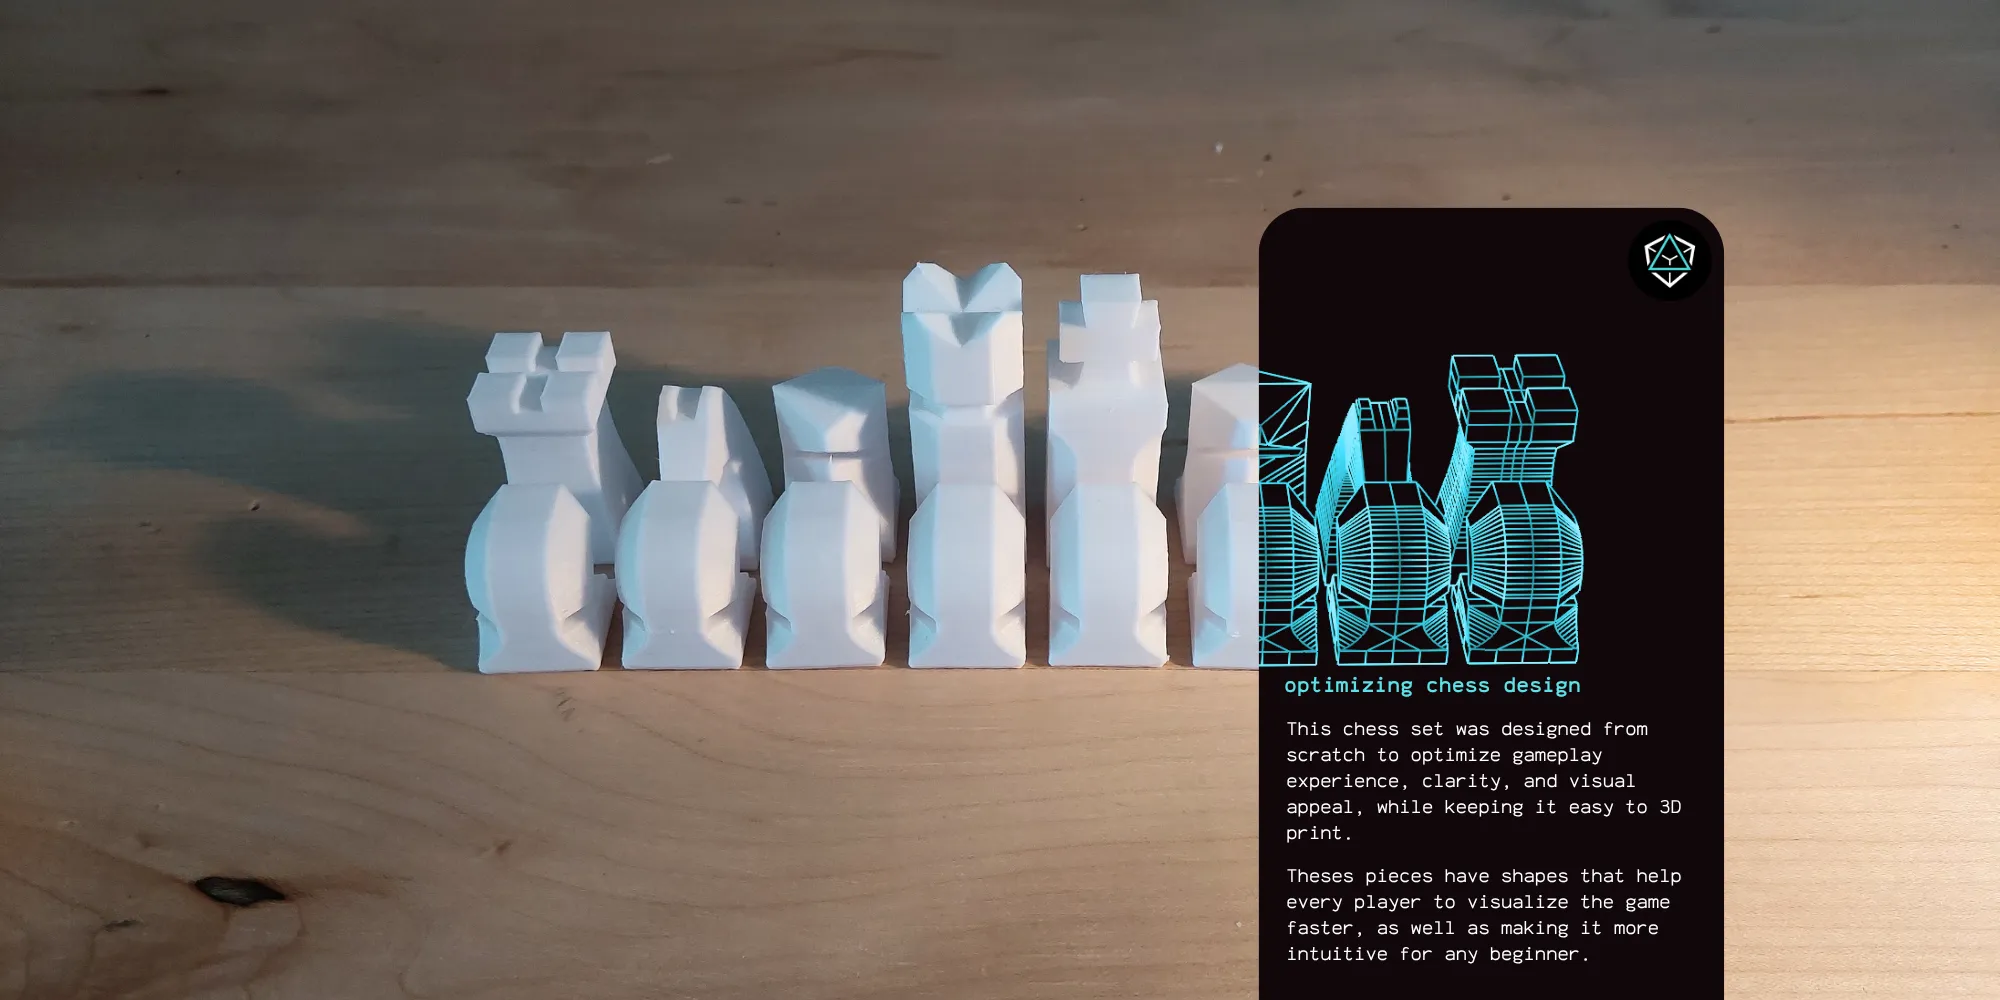 optimizing chess design
This chess set was designed from
scratch to optimize gameplay
experience, clarity, and visual
appeal, while keeping it easy to 3D
print.
Theses pieces have shapes that help
every player to visualize the game
faster, as well as making it more
intuitive for any beginner.